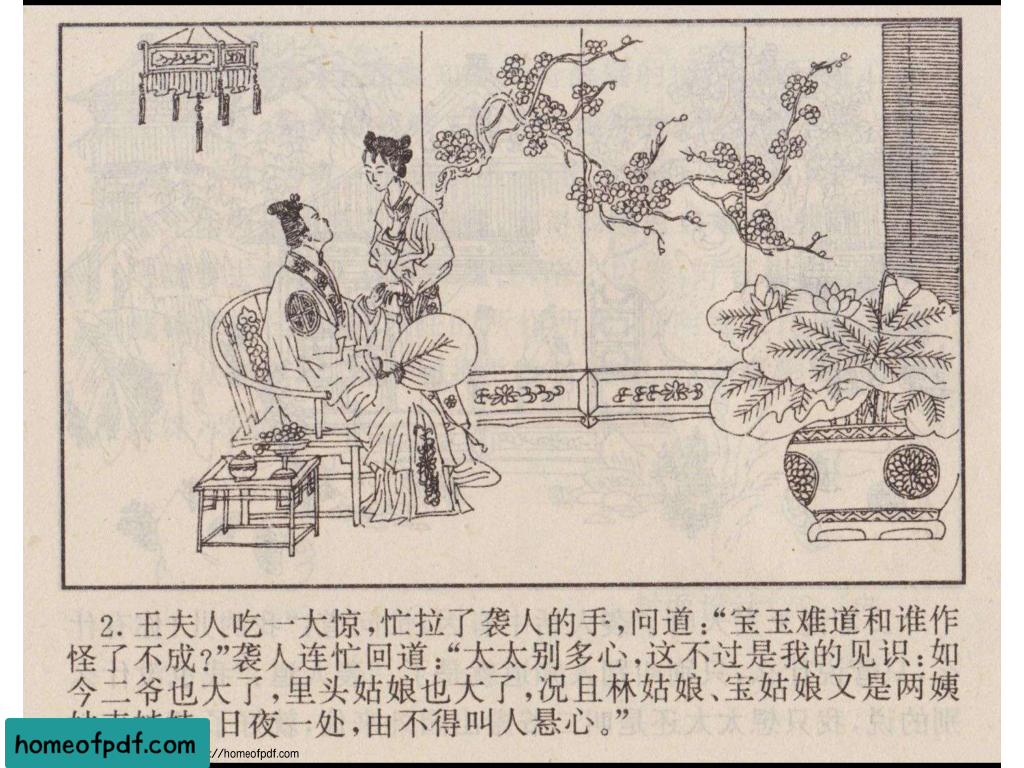 2. 王夫人吃一大惊,忙拉了袭人的手,问道:“宝玉难道和谁作
怪了不成?”袭人连忙回道:“太太别多心,这不过是我的见识:如
今二爷也大了,里头姑娘也大了,况且林姑娘、宝姑娘又是两姨
日夜一处,由不得叫人悬心。”
homeofpdf.com
://homeofpdf.com